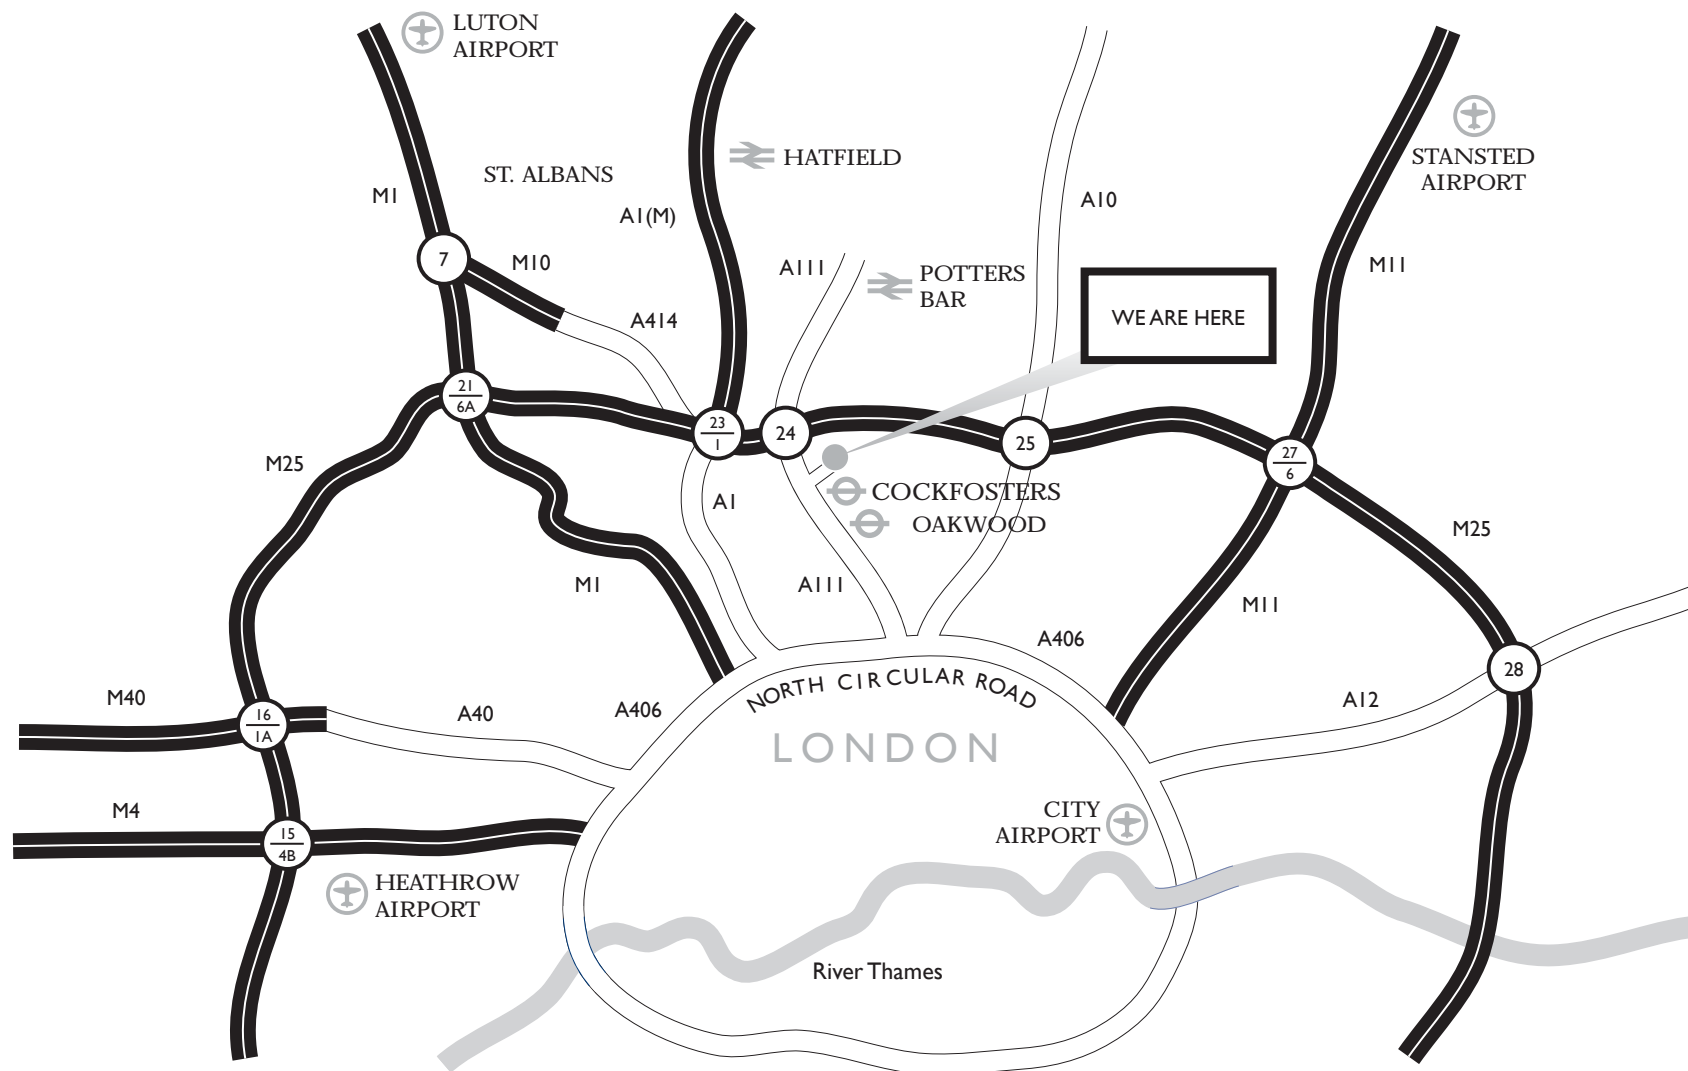 LUTON
AIRPORT
HATFIELD
STANSTED
AIRPORT
ST. ALBANS
M1
A1(M)
A10
7
M10
A111
POTTERS
BAR
M11
A414
WE ARE HERE
21
6A
23
1
24
25
27
6
M25
A1
COCKFOSTERS
OAKWOOD
M25
M1
A111
M11
A406
28
NORTH CIRCULAR ROAD
M40
A40
A406
A12
16
1A
LONDON
M4
CITY
AIRPORT
15
4B
HEATHROW
AIRPORT
River Thames